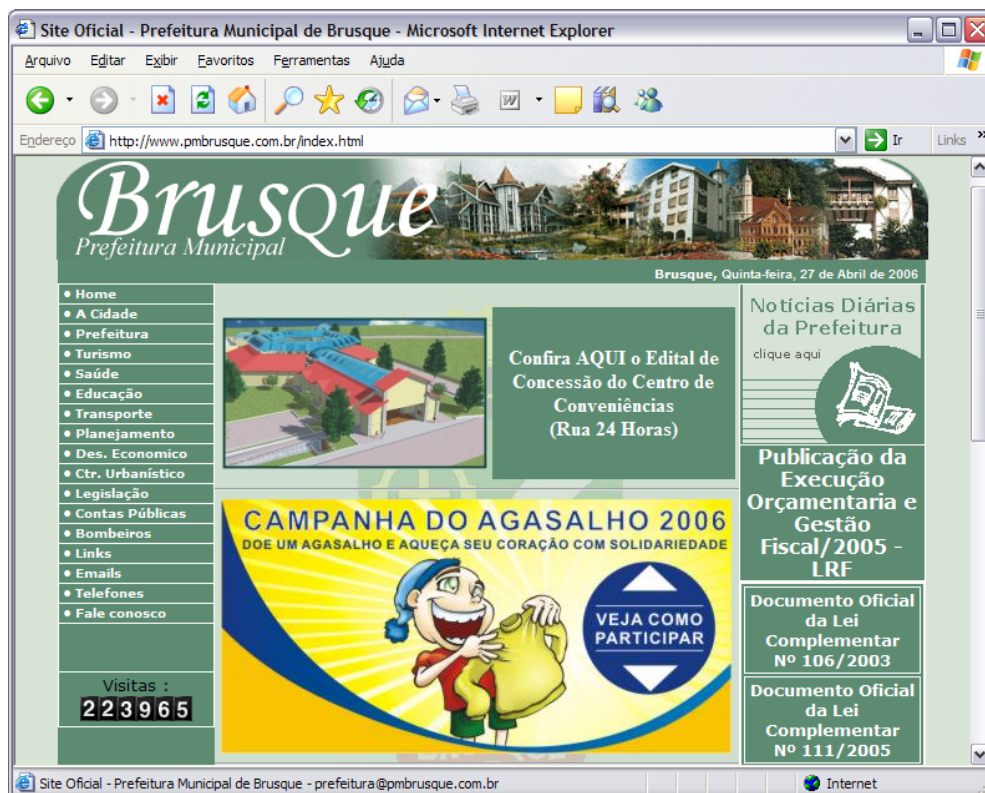 Site Oficial - Prefeitura Municipal de Brusque - Microsoft Internet Explorer
Arquivo Editar Exibir Favoritos Ferramentas Ajuda
Endereço http://www.pmbrusque.com.br/index.html Ir Links »
Brusque
Prefeitura Municipal
Brusque, Quinta-feira, 27 de Abril de 2006
• Home
• A Cidade
• Prefeitura
• Turismo
• Saúde
• Educação
• Transporte
• Planejamento
• Des. Economico
• Ctr. Urbanístico
• Legislação
• Contas Públicas
• Bombeiros
• Links
• Emails
• Telefones
• Fale conosco
Visitas :
223965
Confira AQUI o Edital de
Concessão do Centro de
Conveniências
(Rua 24 Horas)
CAMPANHA DO AGASALHO 2006
DOE UM AGASALHO E AQUEÇA SEU CORAÇÃO COM SOLIDARIEDADE
VEJA COMO
PARTICIPAR
BRUSQUE
Notícias Diárias
da Prefeitura
clique aqui
Publicação da
Execução
Orçamentaria e
Gestão
Fiscal/2005 -
LRF
Documento Oficial
da Lei
Complementar
Nº 106/2003
Documento Oficial
da Lei
Complementar
Nº 111/2005
Site Oficial - Prefeitura Municipal de Brusque - prefeitura@pmbrusque.com.br
Internet